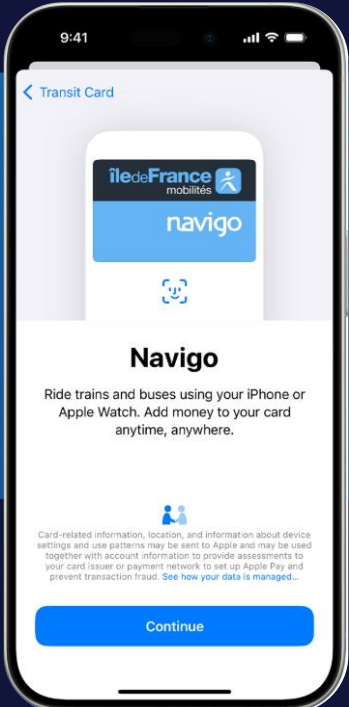 9:41
Transit Card
îledeFrance
mobilités
navigo
Navigo
Ride trains and buses using your iPhone or
Apple Watch. Add money to your card
anytime, anywhere.
Card-related information, location, and information about device
settings and use patterns may be sent to Apple and may be used
together with account information to provide assessments to
your card issuer or payment network to set up Apple Pay and
prevent transaction fraud. See how your data is managed...
Continue